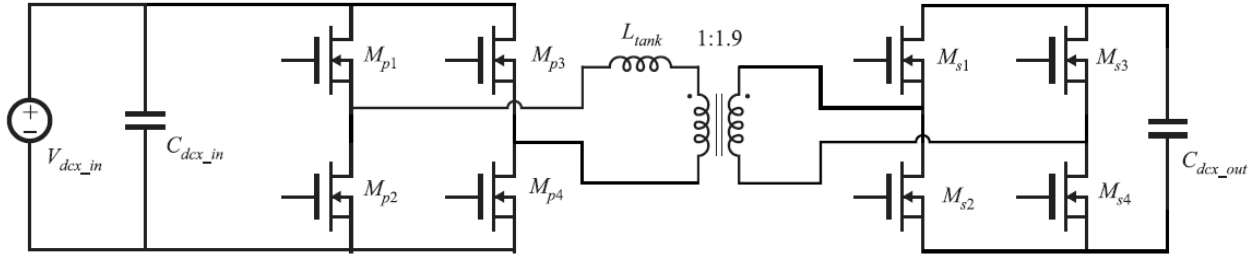 L_tank 1:1.9
M_p1 M_p3 M_s1 M_s3
+
−
V_dcx_in C_dcx_in C_dcx_out
M_p2 M_p4 M_s2 M_s4